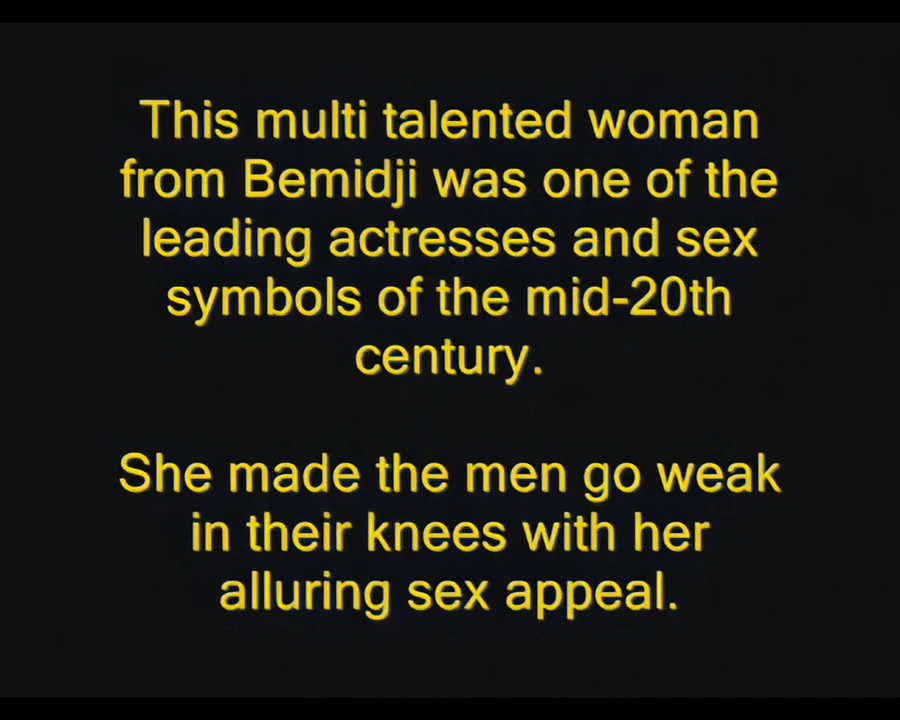 This multi talented woman
from Bemidji was one of the
leading actresses and sex
symbols of the mid-20th
century.
She made the men go weak
in their knees with her
alluring sex appeal.